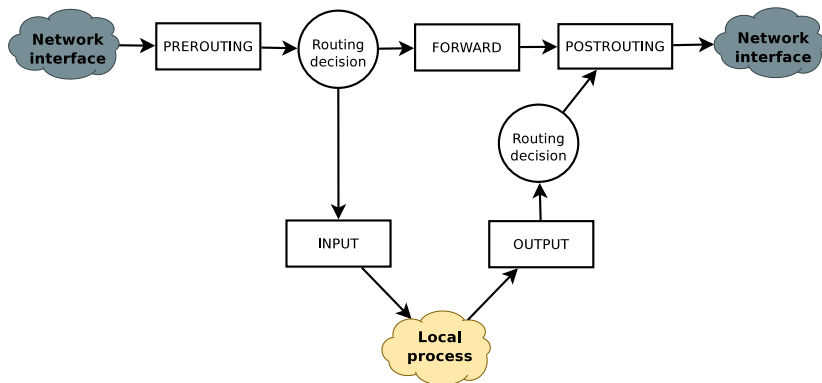 Network
interface
PREROUTING
Routing
decision
FORWARD
POSTROUTING
Network
interface
Routing
decision
INPUT
OUTPUT
Local
process